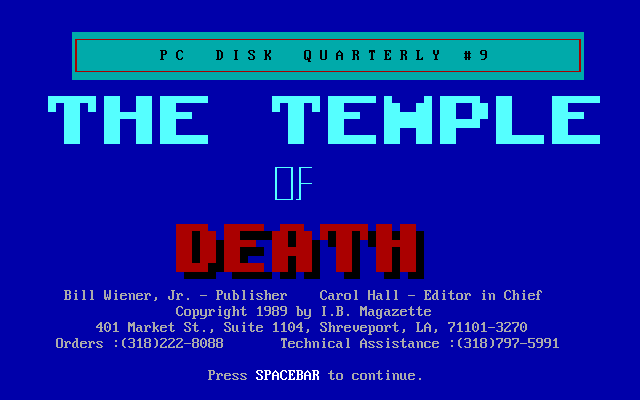 PC DISK QUARTERLY #9
THE TEMPLE
OF
DEATH
Bill Wiener, Jr. - Publisher    Carol Hall - Editor in Chief
Copyright 1989 by I.B. Magazette
401 Market St., Suite 1104, Shreveport, LA, 71101-3270
Orders :(318)222-8088       Technical Assistance :(318)797-5991
Press SPACEBAR to continue.